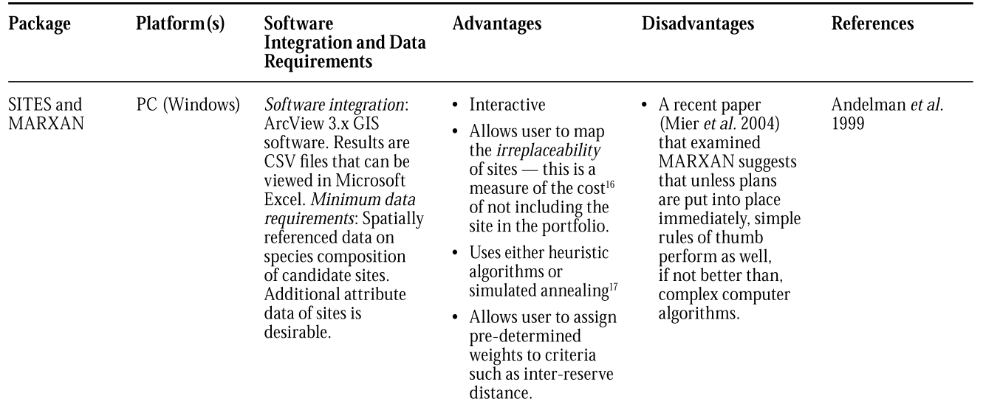 Package
Platform(s)
Software
Integration and Data
Requirements
Advantages
Disadvantages
References
SITES and
MARXAN
PC (Windows)
Software integration:
ArcView 3.x GIS
software. Results are
CSV files that can be
viewed in Microsoft
Excel. Minimum data
requirements: Spatially
referenced data on
species composition
of candidate sites.
Additional attribute
data of sites is
desirable.
• Interactive
• Allows user to map
the irreplaceability
of sites — this is a
measure of the cost16
of not including the
site in the portfolio.
• Uses either heuristic
algorithms or
simulated annealing17
• Allows user to assign
pre-determined
weights to criteria
such as inter-reserve
distance.
• A recent paper
(Mier et al. 2004)
that examined
MARXAN suggests
that unless plans
are put into place
immediately, simple
rules of thumb
perform as well,
if not better than,
complex computer
algorithms.
Andelman et al.
1999